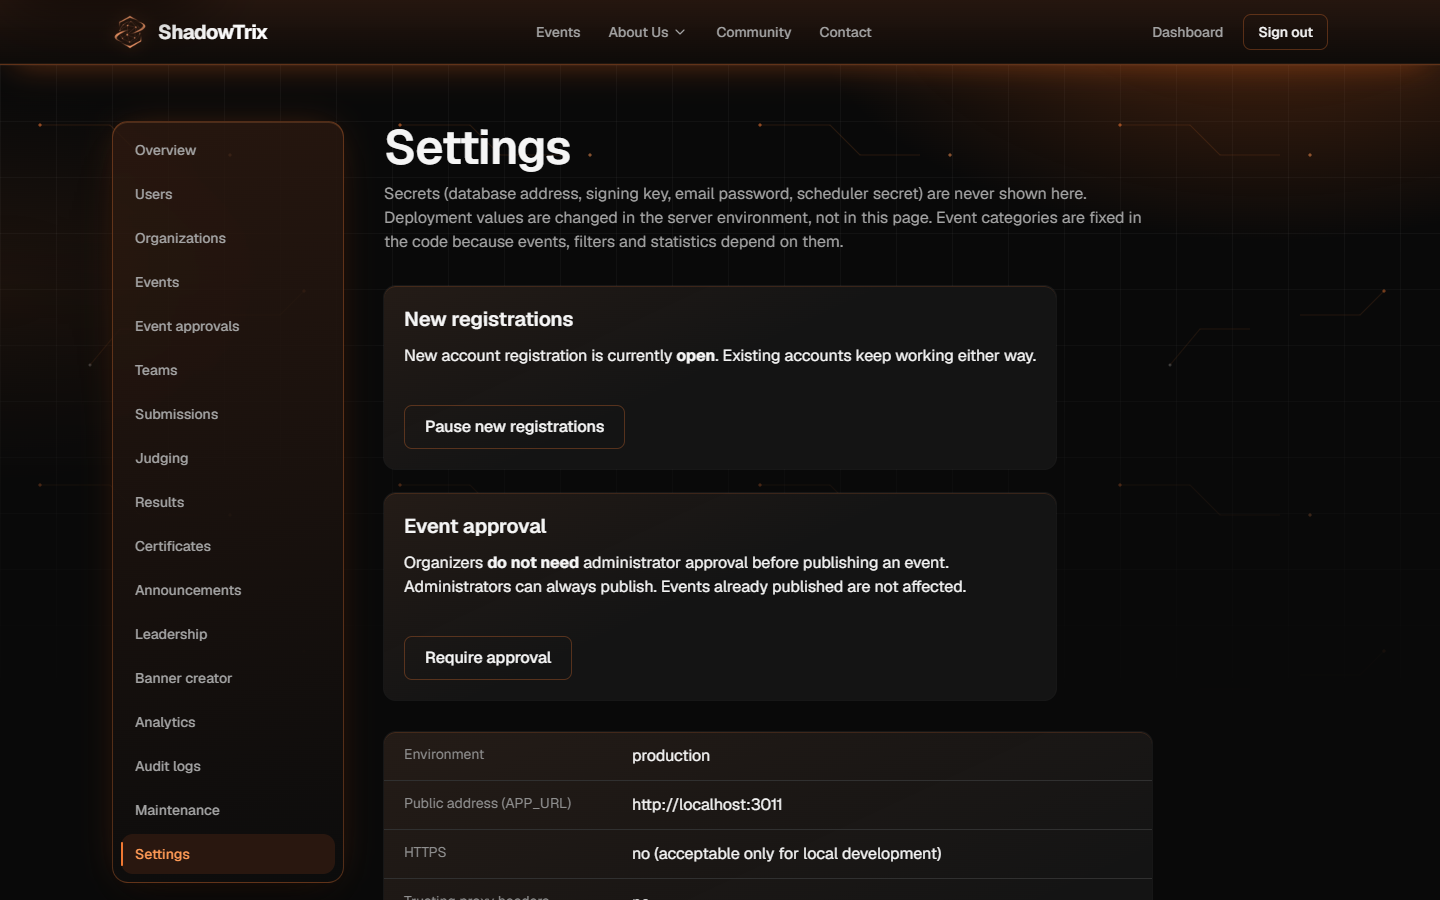 ShadowTrix
Events
About Us
Community
Contact
Dashboard
Sign out
Overview
Users
Organizations
Events
Event approvals
Teams
Submissions
Judging
Results
Certificates
Announcements
Leadership
Banner creator
Analytics
Audit logs
Maintenance
Settings
Settings
Secrets (database address, signing key, email password, scheduler secret) are never shown here.
Deployment values are changed in the server environment, not in this page. Event categories are fixed in
the code because events, filters and statistics depend on them.
New registrations
New account registration is currently open. Existing accounts keep working either way.
Pause new registrations
Event approval
Organizers do not need administrator approval before publishing an event.
Administrators can always publish. Events already published are not affected.
Require approval
Environment production
Public address (APP_URL) http://localhost:3011
HTTPS no (acceptable only for local development)